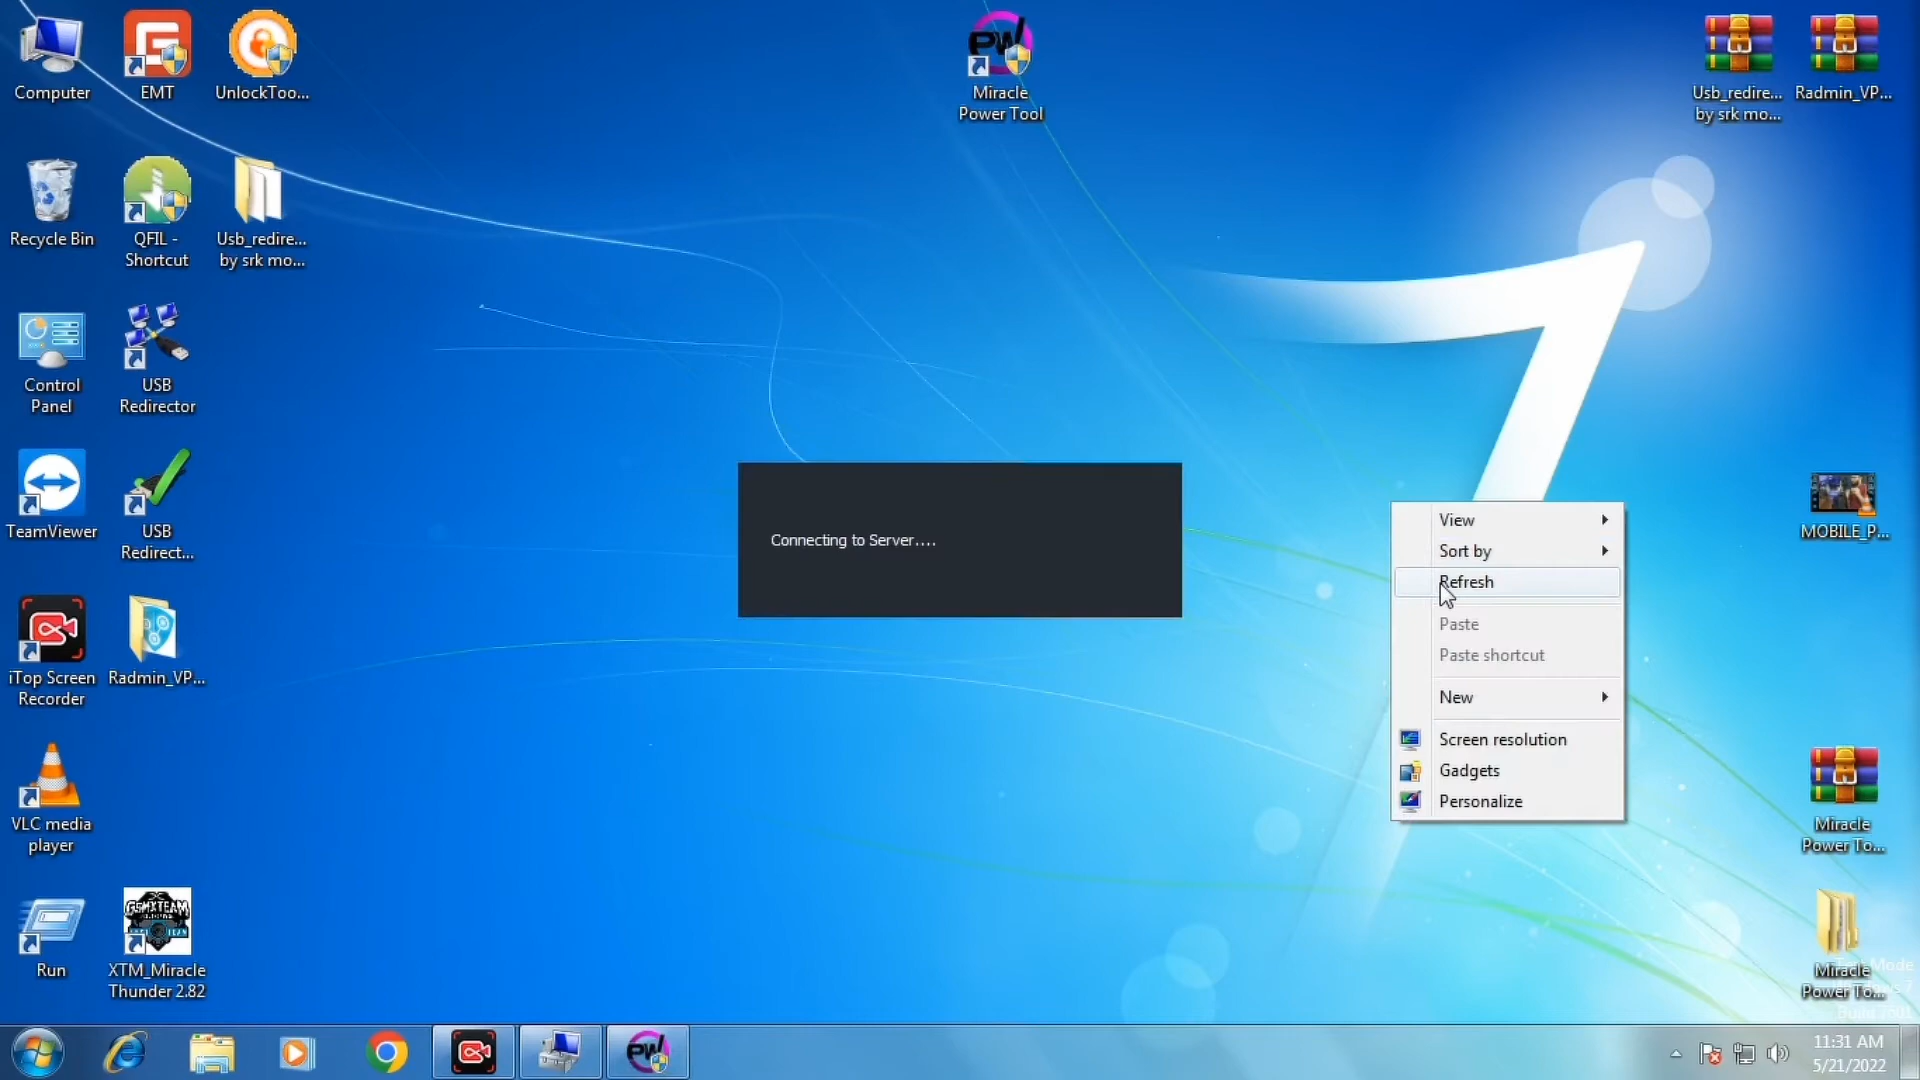 Computer
EMT
UnlockToo...
Miracle
Power Tool
Usb_redire...
by srk mo...
Radmin_VP...
Recycle Bin
QFIL -
Shortcut
Usb_redire...
by srk mo...
Control
Panel
USB
Redirector
TeamViewer
USB
Redirect...
MOBILE_P...
Connecting to Server....
View
Sort by
Refresh
Paste
Paste shortcut
New
Screen resolution
Gadgets
Personalize
iTop Screen
Recorder
Radmin_VP...
VLC media
player
Miracle
Power To...
Run
XTM_Miracle
Thunder 2.82
Miracle
Power To...
11:31 AM
5/21/2022